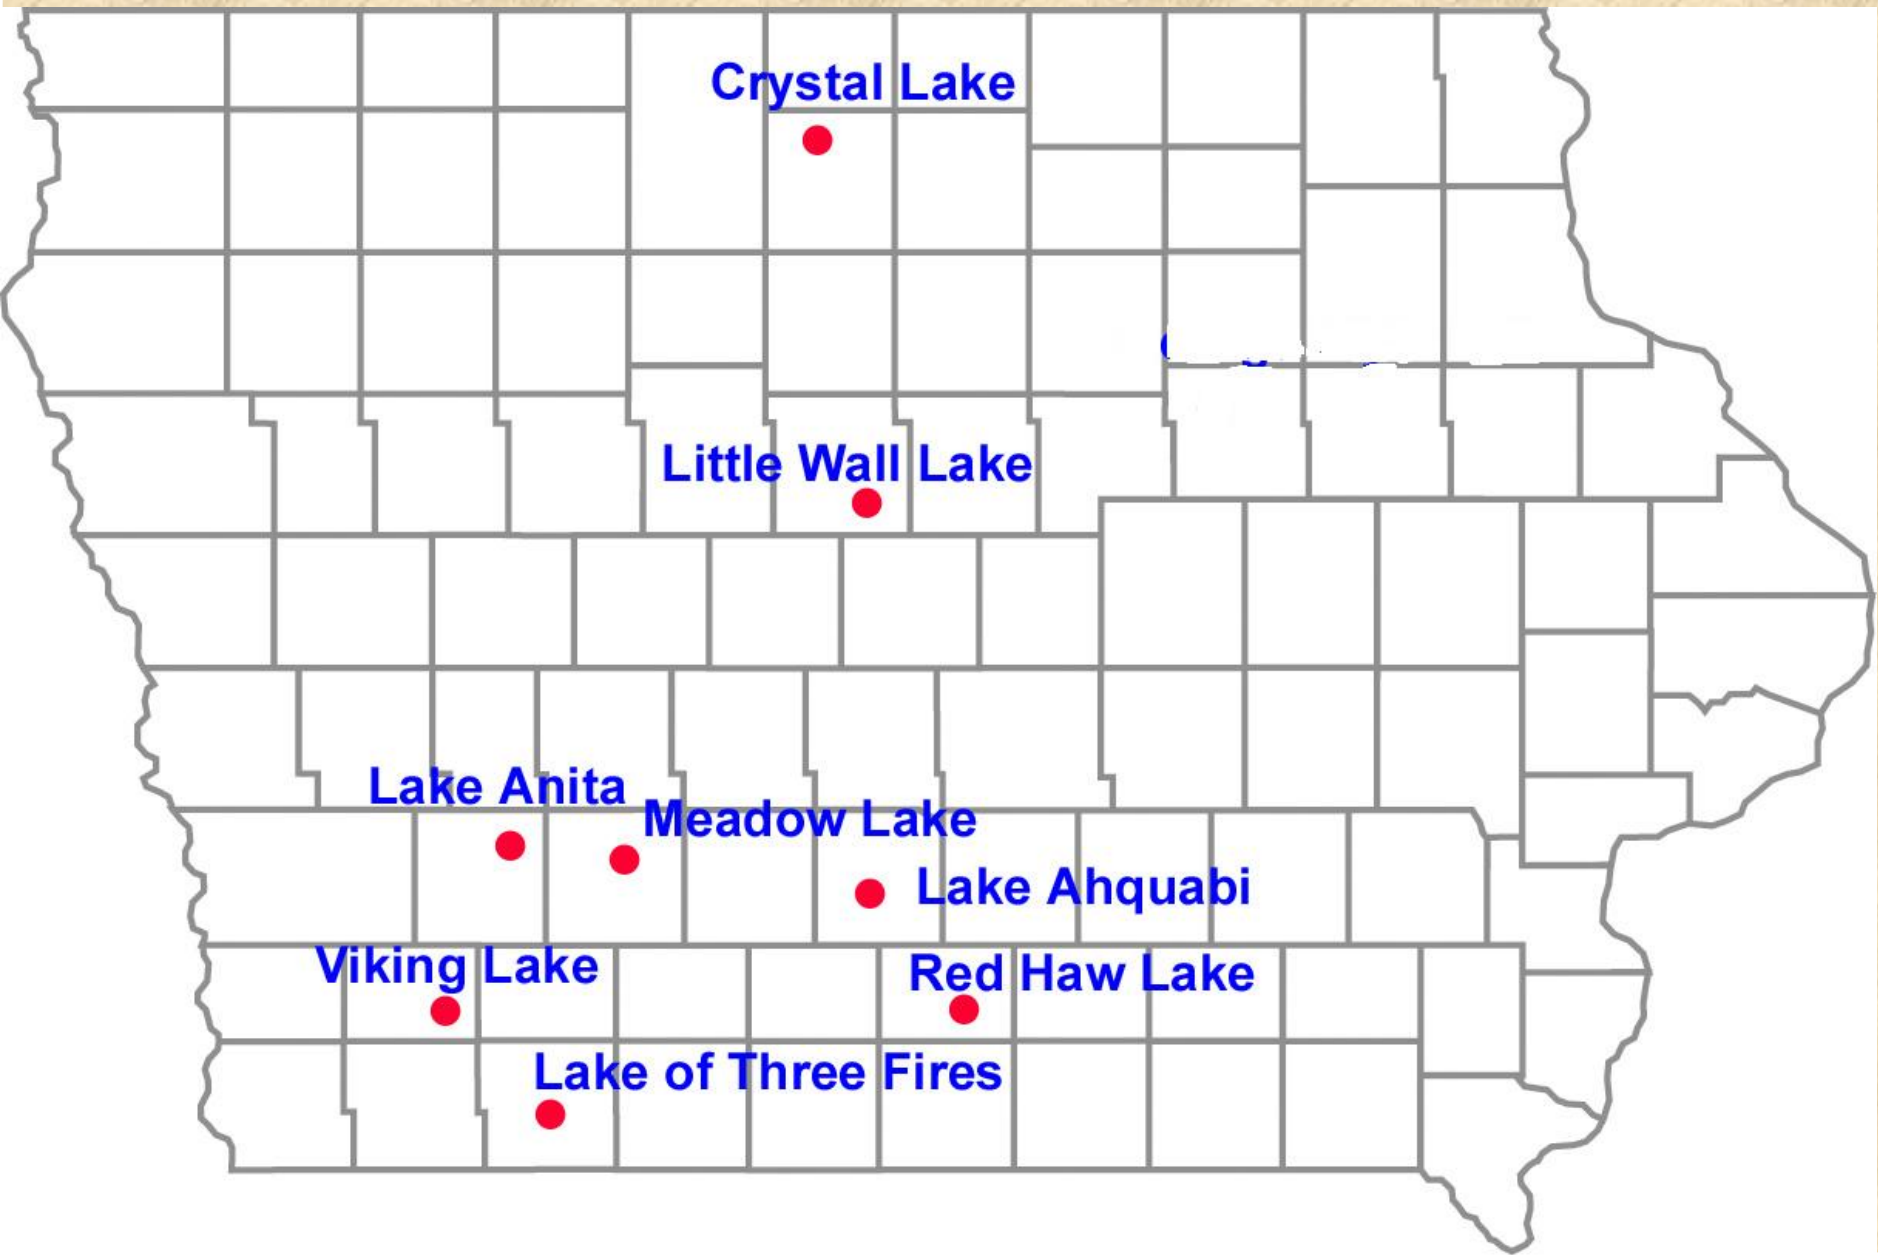 Crystal Lake
Little Wall Lake
Lake Anita
Meadow Lake
Lake Ahquabi
Viking Lake
Red Haw Lake
Lake of Three Fires